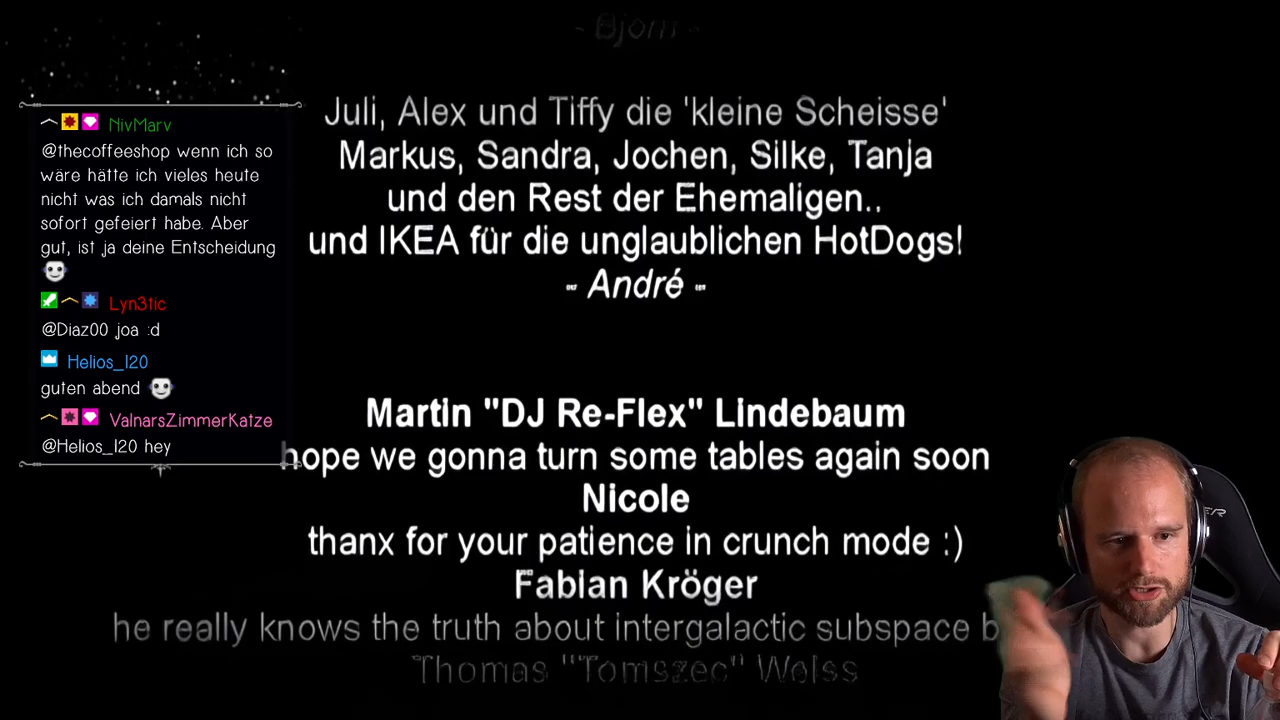 - Björn -
Juli, Alex und Tiffy die 'kleine Scheisse'
Markus, Sandra, Jochen, Silke, Tanja
und den Rest der Ehemaligen..
und IKEA für die unglaublichen HotDogs!
- André -
Martin "DJ Re-Flex" Lindebaum
hope we gonna turn some tables again soon
Nicole
thanx for your patience in crunch mode :)
Fabian Kröger
he really knows the truth about intergalactic subspace
Thomas "Tomszec" Weiss
NivMarv
@thecoffeeshop wenn ich so
wäre hätte ich vieles heute
nicht was ich damals nicht
sofort gefeiert habe. Aber
gut, ist ja deine Entscheidung
Lyn3tic
@Diaz00 joa :d
Helios_120
guten abend
ValnarsZimmerKatze
@Helios_120 hey